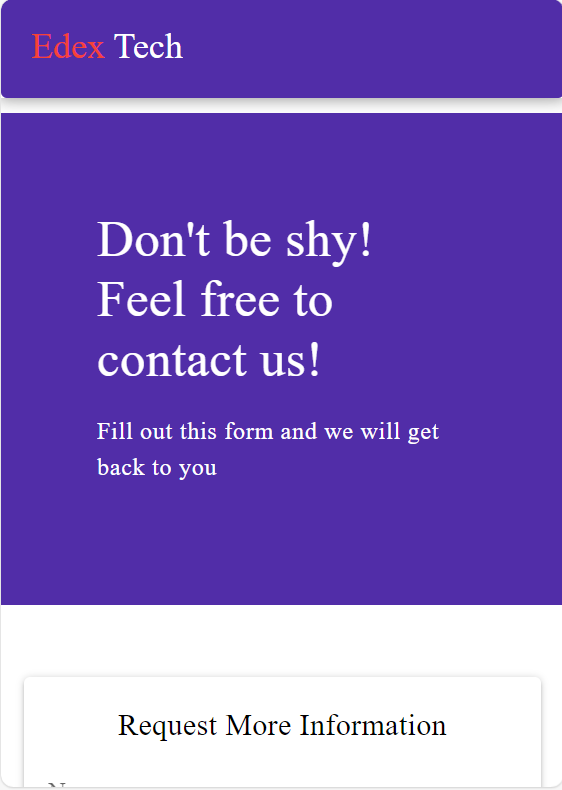 Edex Tech
Don't be shy!
Feel free to
contact us!
Fill out this form and we will get
back to you
Request More Information